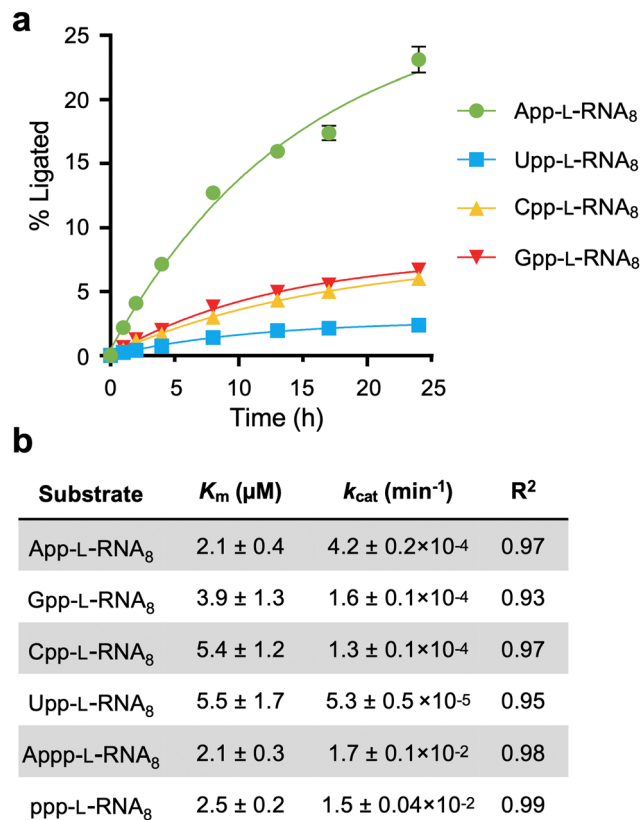 a
25
20
15
10
5
0
% Ligated
0 5 10 15 20 25
Time (h)
App-L-RNA₈
Upp-L-RNA₈
Cpp-L-RNA₈
Gpp-L-RNA₈
b
Substrate Kₘ (µM) k_cat (min⁻¹) R²
App-L-RNA₈ 2.1 ± 0.4 4.2 ± 0.2×10⁻⁴ 0.97
Gpp-L-RNA₈ 3.9 ± 1.3 1.6 ± 0.1×10⁻⁴ 0.93
Cpp-L-RNA₈ 5.4 ± 1.2 1.3 ± 0.1×10⁻⁴ 0.97
Upp-L-RNA₈ 5.5 ± 1.7 5.3 ± 0.5 ×10⁻⁵ 0.95
Appp-L-RNA₈ 2.1 ± 0.3 1.7 ± 0.1×10⁻² 0.98
ppp-L-RNA₈ 2.5 ± 0.2 1.5 ± 0.04×10⁻² 0.99